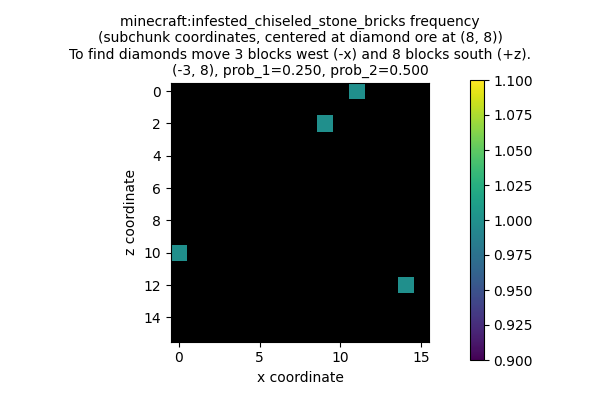 minecraft:infested_chiseled_stone_bricks frequency
(subchunk coordinates, centered at diamond ore at (8, 8))
To find diamonds move 3 blocks west (-x) and 8 blocks south (+z).
(-3, 8), prob_1=0.250, prob_2=0.500
0
2
4
6
8
10
12
14
z coordinate
0 5 10 15
x coordinate
1.100
1.075
1.050
1.025
1.000
0.975
0.950
0.925
0.900